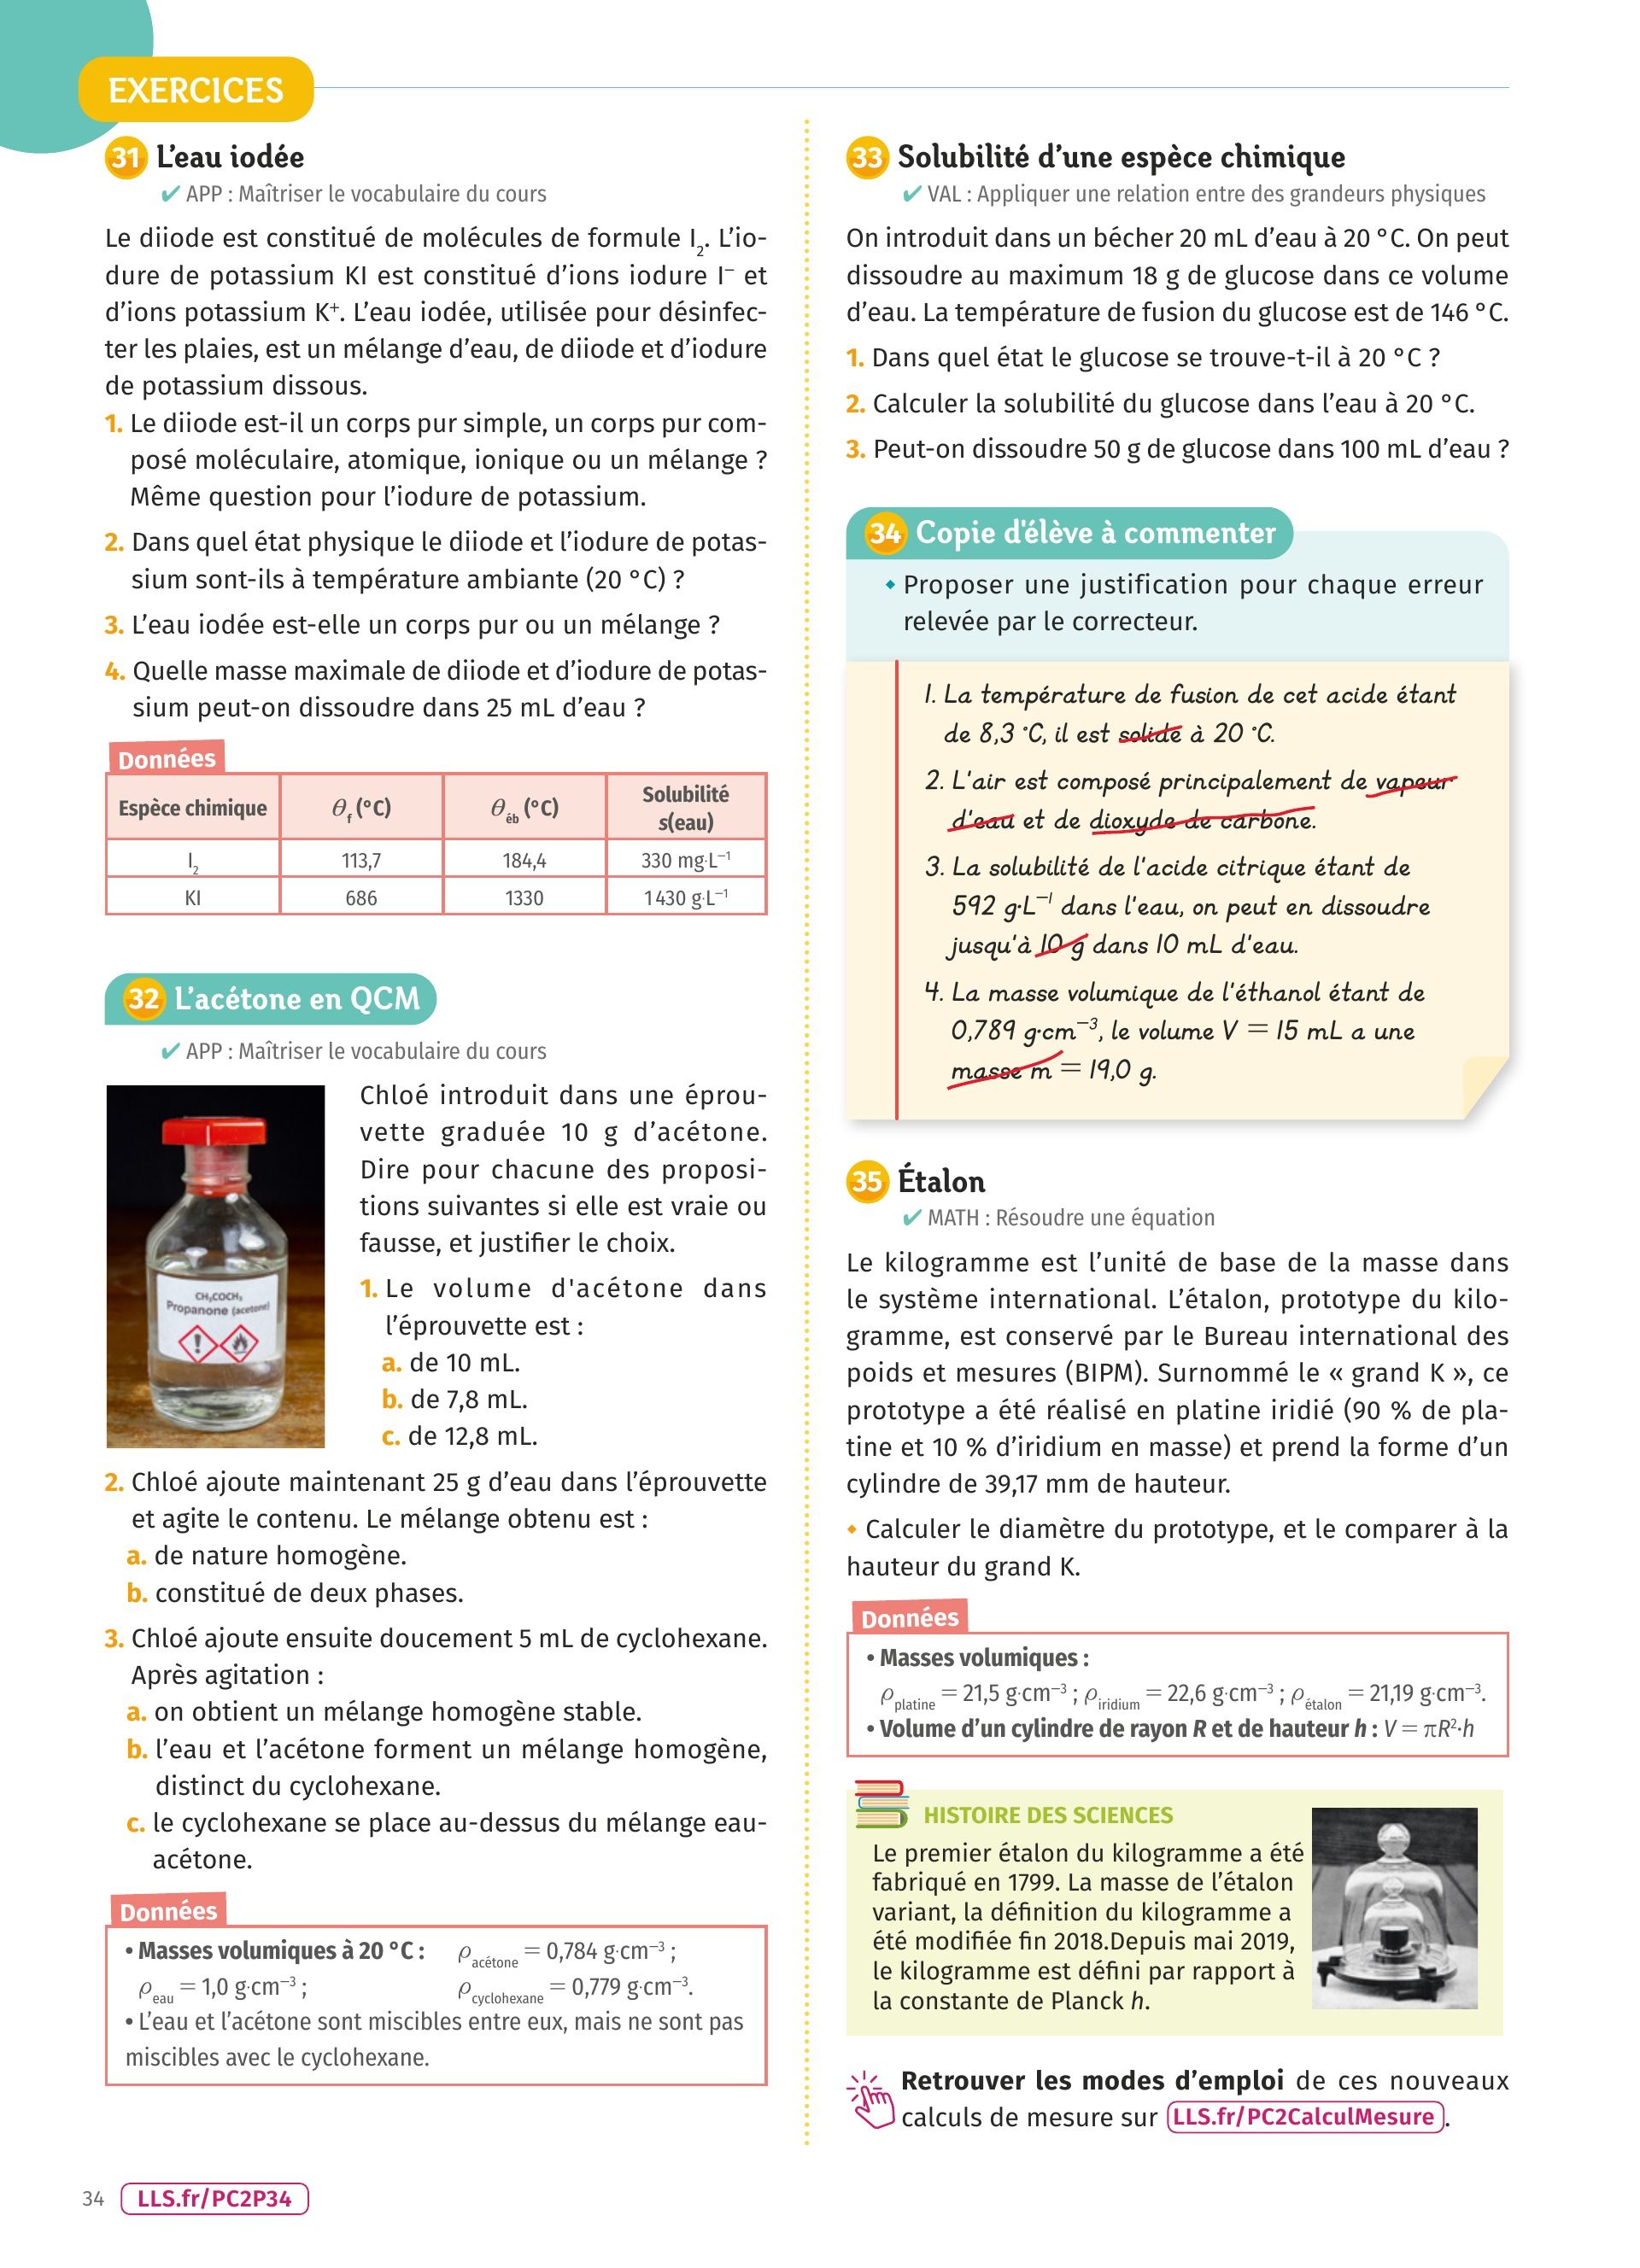 EXERCICES
31 L’eau iodée
✔ APP : Maîtriser le vocabulaire du cours
Le diiode est constitué de molécules de formule I₂. L’io-
dure de potassium KI est constitué d’ions iodure I⁻ et
d’ions potassium K⁺. L’eau iodée, utilisée pour désinfec-
ter les plaies, est un mélange d’eau, de diiode et d’iodure
de potassium dissous.
1. Le diiode est-il un corps pur simple, un corps pur com-
posé moléculaire, atomique, ionique ou un mélange ?
Même question pour l’iodure de potassium.
2. Dans quel état physique le diiode et l’iodure de potas-
sium sont-ils à température ambiante (20 °C) ?
3. L’eau iodée est-elle un corps pur ou un mélange ?
4. Quelle masse maximale de diiode et d’iodure de potas-
sium peut-on dissoudre dans 25 mL d’eau ?
Données
Espèce chimique θf (°C) θéb (°C) Solubilité
s(eau)
I₂ 113,7 184,4 330 mg·L⁻¹
KI 686 1330 1 430 g·L⁻¹
32 L’acétone en QCM
✔ APP : Maîtriser le vocabulaire du cours
CH₃COCH₃
Propanone (acetone)
Chloé introduit dans une éprou-
vette graduée 10 g d’acétone.
Dire pour chacune des proposi-
tions suivantes si elle est vraie ou
fausse, et justifier le choix.
1. Le volume d'acétone dans
l’éprouvette est :
a. de 10 mL.
b. de 7,8 mL.
c. de 12,8 mL.
2. Chloé ajoute maintenant 25 g d’eau dans l’éprouvette
et agite le contenu. Le mélange obtenu est :
a. de nature homogène.
b. constitué de deux phases.
3. Chloé ajoute ensuite doucement 5 mL de cyclohexane.
Après agitation :
a. on obtient un mélange homogène stable.
b. l’eau et l’acétone forment un mélange homogène,
distinct du cyclohexane.
c. le cyclohexane se place au-dessus du mélange eau-
acétone.
Données
• Masses volumiques à 20 °C : ρacétone = 0,784 g·cm⁻³ ;
ρeau = 1,0 g·cm⁻³ ; ρcyclohexane = 0,779 g·cm⁻³.
• L’eau et l’acétone sont miscibles entre eux, mais ne sont pas
miscibles avec le cyclohexane.
33 Solubilité d’une espèce chimique
✔ VAL : Appliquer une relation entre des grandeurs physiques
On introduit dans un bécher 20 mL d’eau à 20 °C. On peut
dissoudre au maximum 18 g de glucose dans ce volume
d’eau. La température de fusion du glucose est de 146 °C.
1. Dans quel état le glucose se trouve-t-il à 20 °C ?
2. Calculer la solubilité du glucose dans l’eau à 20 °C.
3. Peut-on dissoudre 50 g de glucose dans 100 mL d’eau ?
34 Copie d'élève à commenter
Proposer une justification pour chaque erreur
relevée par le correcteur.
1. La température de fusion de cet acide étant
de 8,3 °C, il est solide à 20 °C.
2. L'air est composé principalement de vapeur
d'eau et de dioxyde de carbone.
3. La solubilité de l'acide citrique étant de
592 g·L⁻¹ dans l'eau, on peut en dissoudre
jusqu'à 10 g dans 10 mL d'eau.
4. La masse volumique de l'éthanol étant de
0,789 g·cm⁻³, le volume V = 15 mL a une
masse m = 19,0 g.
35 Étalon
✔ MATH : Résoudre une équation
Le kilogramme est l’unité de base de la masse dans
le système international. L’étalon, prototype du kilo-
gramme, est conservé par le Bureau international des
poids et mesures (BIPM). Surnommé le « grand K », ce
prototype a été réalisé en platine iridié (90 % de pla-
tine et 10 % d’iridium en masse) et prend la forme d’un
cylindre de 39,17 mm de hauteur.
Calculer le diamètre du prototype, et le comparer à la
hauteur du grand K.
Données
• Masses volumiques :
ρplatine = 21,5 g·cm⁻³ ; ρiridium = 22,6 g·cm⁻³ ; ρétalon = 21,19 g·cm⁻³.
• Volume d’un cylindre de rayon R et de hauteur h : V = πR²·h
HISTOIRE DES SCIENCES
Le premier étalon du kilogramme a été
fabriqué en 1799. La masse de l’étalon
variant, la définition du kilogramme a
été modifiée fin 2018.Depuis mai 2019,
le kilogramme est défini par rapport à
la constante de Planck h.
Retrouver les modes d’emploi de ces nouveaux
calculs de mesure sur LLS.fr/PC2CalculMesure .
34 LLS.fr/PC2P34